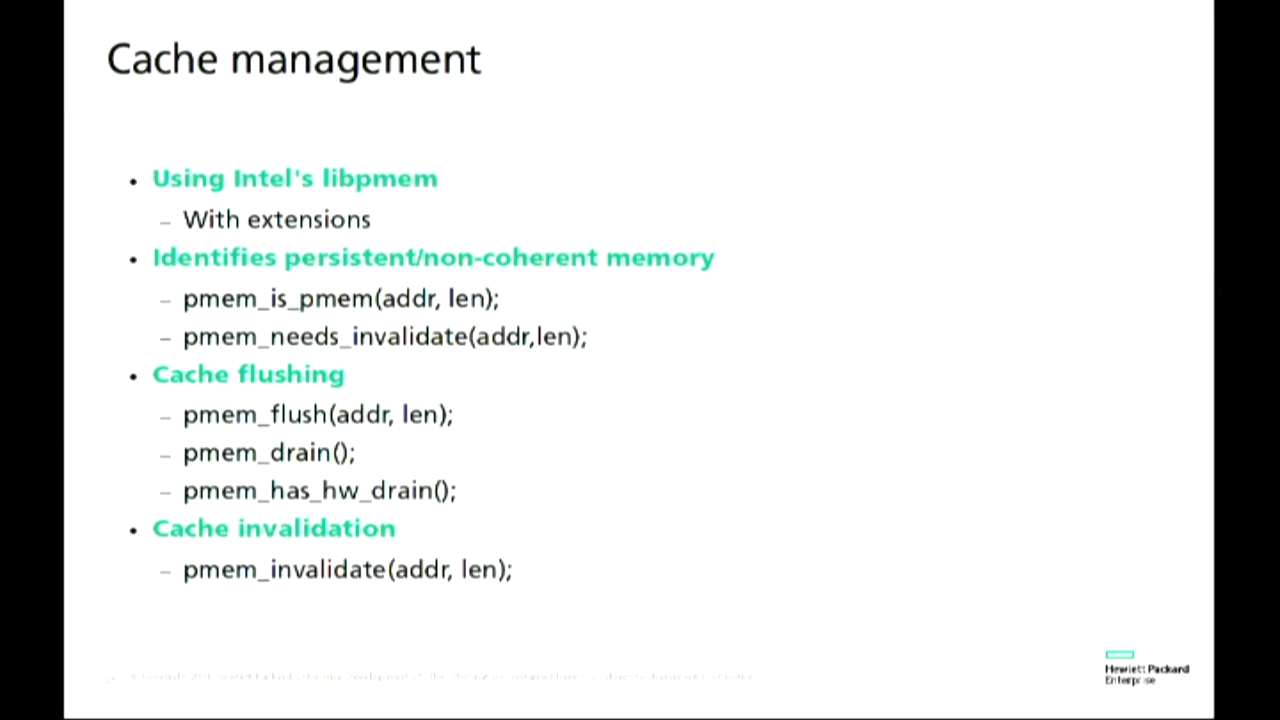 Cache management
• Using Intel's libpmem
– With extensions
• Identifies persistent/non-coherent memory
– pmem_is_pmem(addr, len);
– pmem_needs_invalidate(addr,len);
• Cache flushing
– pmem_flush(addr, len);
– pmem_drain();
– pmem_has_hw_drain();
• Cache invalidation
– pmem_invalidate(addr, len);
Hewlett Packard
Enterprise